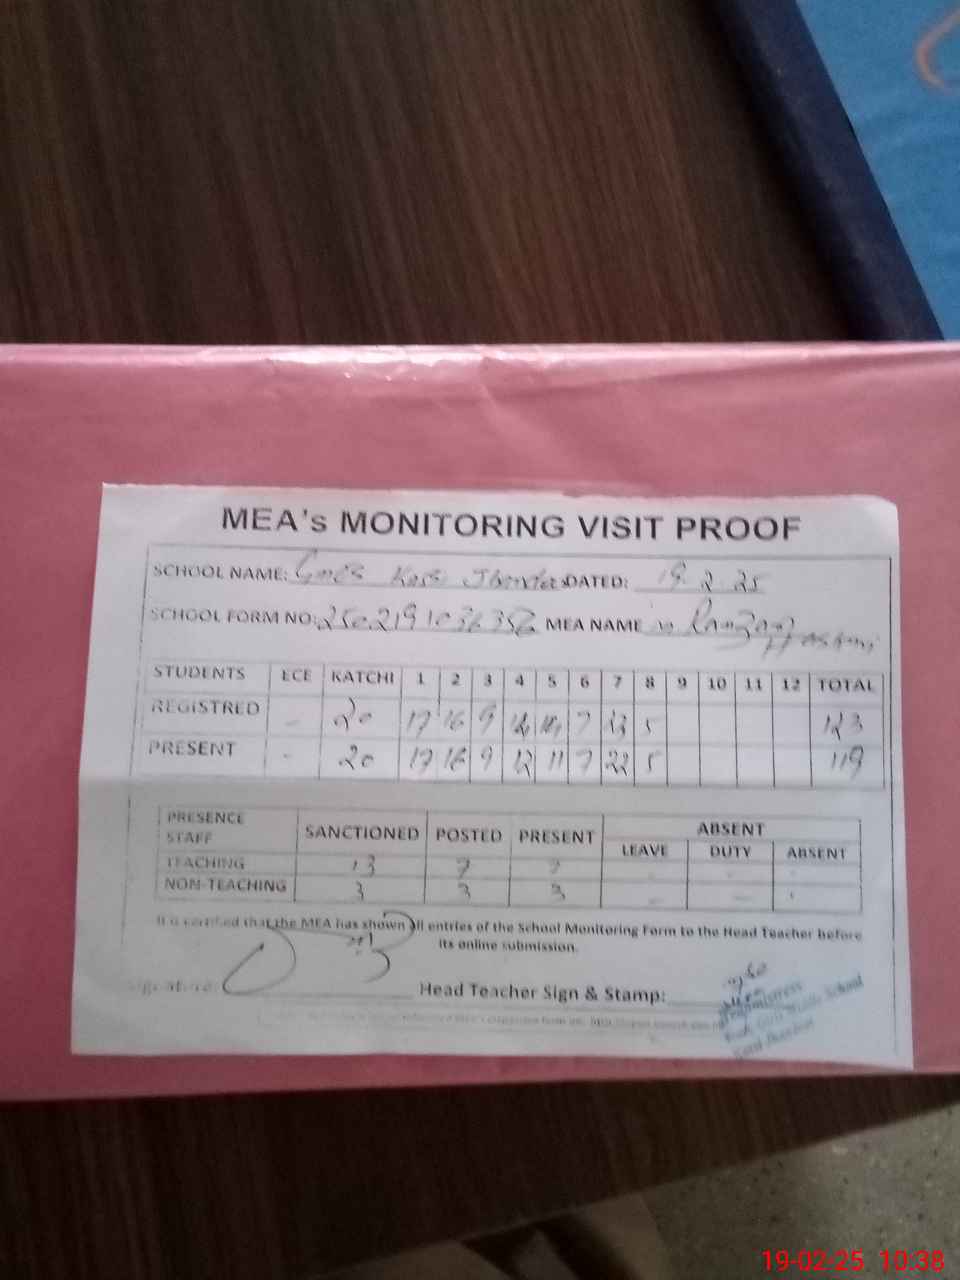 MEA's MONITORING VISIT PROOF
SCHOOL NAME: DATED: 19.2.25
SCHOOL FORM NO: MEA NAME
STUDENTS ECE KATCHI 1 2 3 4 5 6 7 8 9 10 11 12 TOTAL
REGISTRED - 20 17 16 9 7 23 5 123
PRESENT - 20 17 16 9 12 11 7 22 5 119
PRESENCE STAFF SANCTIONED POSTED PRESENT ABSENT
LEAVE DUTY ABSENT
TEACHING 13 7 7
NON-TEACHING 3 3 3
It is certified that the MEA has shown all entries of the School Monitoring Form to the Head Teacher before
its online submission.
Signature: Head Teacher Sign & Stamp:
Headmistress
School
19-02-25 10:38